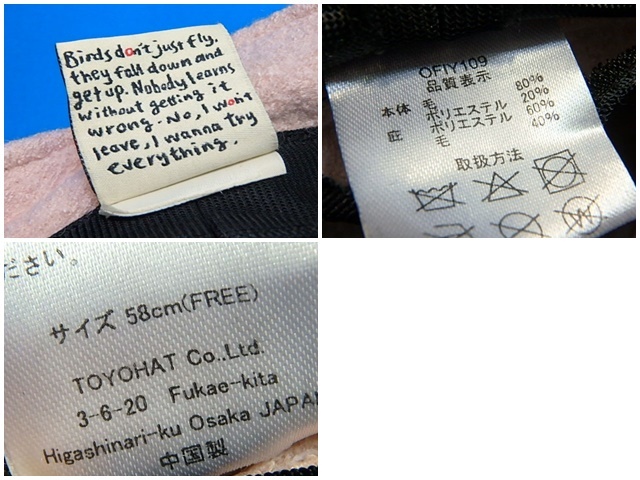 Birds don't just fly.
they fall down and
get up. Nobody learns
without getting it
wrong. No, I won't
leave, I wanna try
everything.
OFIY109
品質表示
本体 毛 80%
ポリエステル 20%
庇 ポリエステル 60%
毛 40%
取扱方法
ださい。
サイズ 58cm(FREE)
TOYOHAT Co.,Ltd.
3-6-20 Fukae-kita
Higashinari-ku Osaka JAPAN
中国製